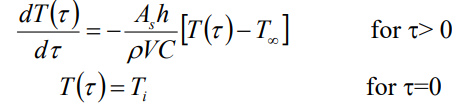 dT(τ)/dτ = − A_s h/ρVC [T(τ) − T_∞] for τ> 0
T(τ) = T_i for τ=0